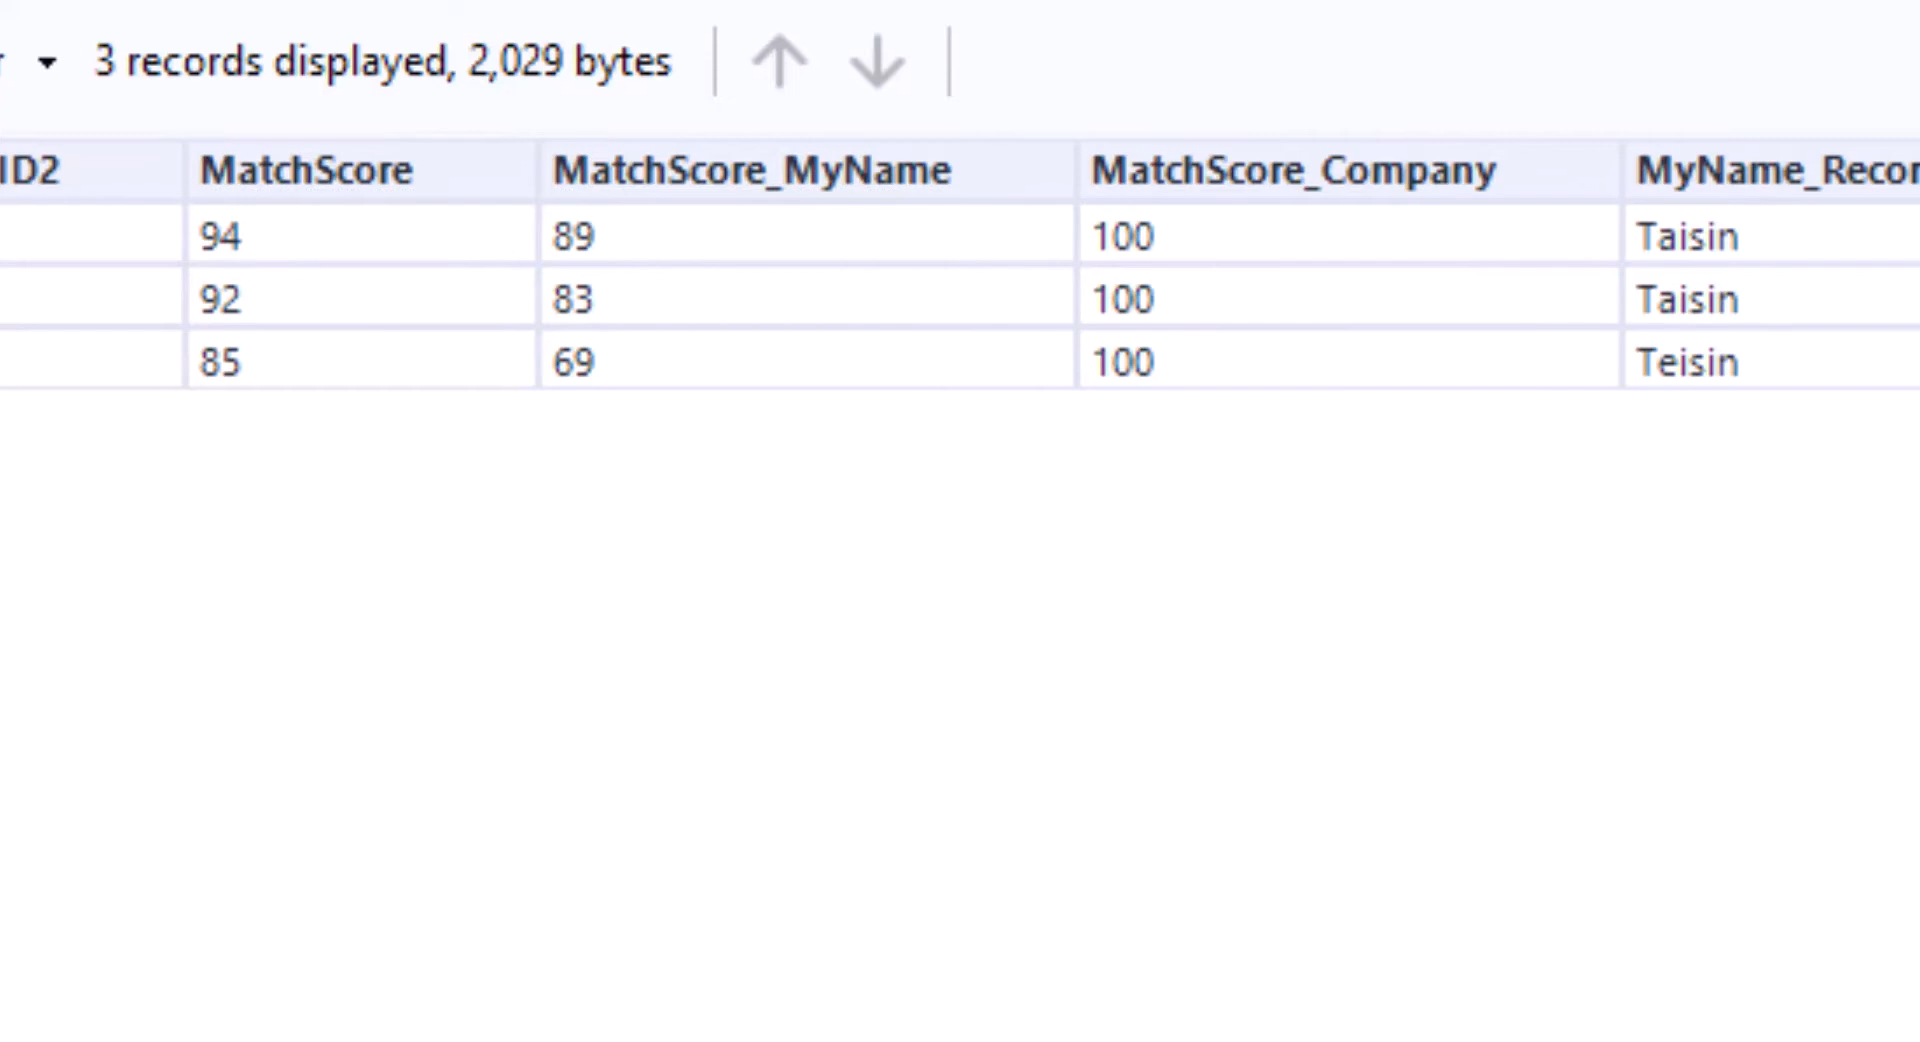 r 3 records displayed, 2,029 bytes
ID2 MatchScore MatchScore_MyName MatchScore_Company MyName_Recor
94 89 100 Taisin
92 83 100 Taisin
85 69 100 Teisin